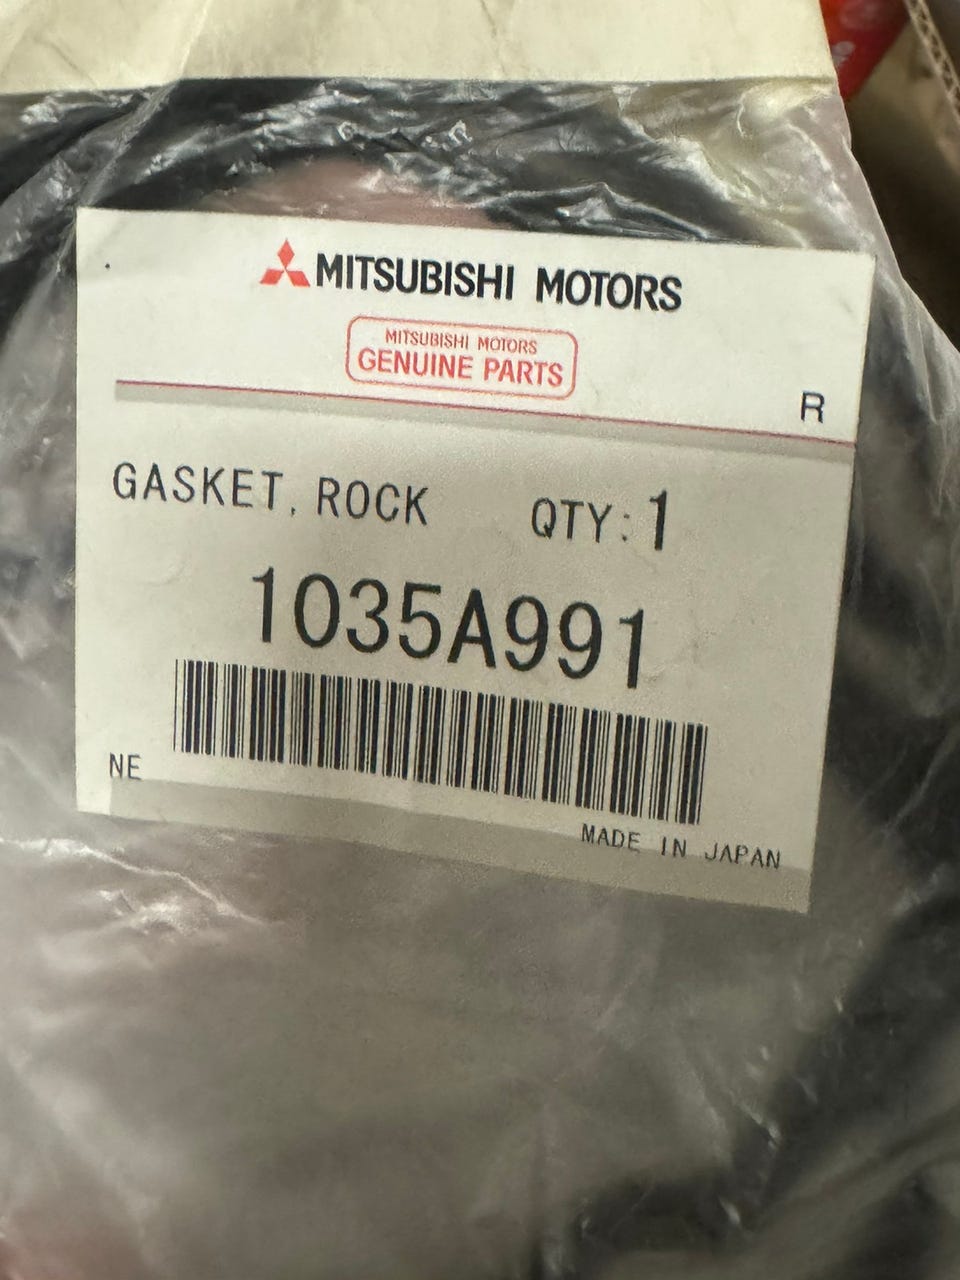 MITSUBISHI MOTORS
MITSUBISHI MOTORS
GENUINE PARTS
R
GASKET, ROCK QTY: 1
1035A991
NE
MADE IN JAPAN